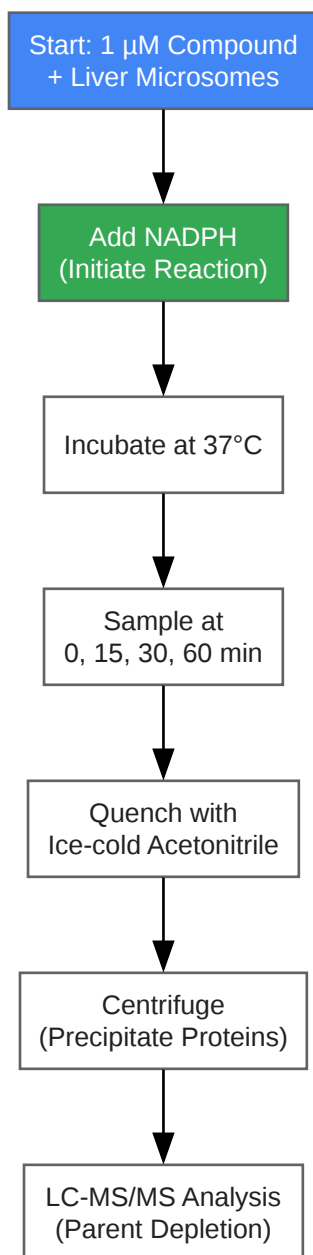 Start: 1 µM Compound
+ Liver Microsomes
Add NADPH
(Initiate Reaction)
Incubate at 37°C
Sample at
0, 15, 30, 60 min
Quench with
Ice-cold Acetonitrile
Centrifuge
(Precipitate Proteins)
LC-MS/MS Analysis
(Parent Depletion)